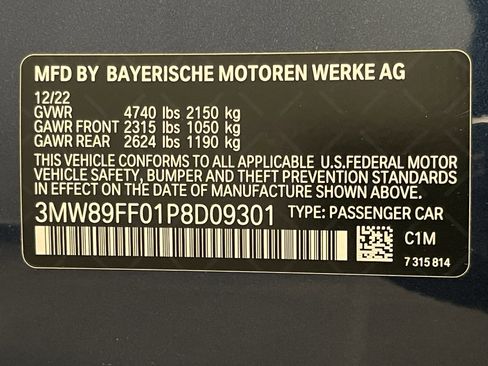 MFD BY BAYERISCHE MOTOREN WERKE AG
12/22
GVWR 4740 lbs 2150 kg
GAWR FRONT 2315 lbs 1050 kg
GAWR REAR 2624 lbs 1190 kg
THIS VEHICLE CONFORMS TO ALL APPLICABLE U.S.FEDERAL MOTOR
VEHICLE SAFETY, BUMPER, AND THEFT PREVENTION STANDARDS
IN EFFECT ON THE DATE OF MANUFACTURE SHOWN ABOVE.
3MW89FF01P8D09301 TYPE: PASSENGER CAR
C1M
7 315 814